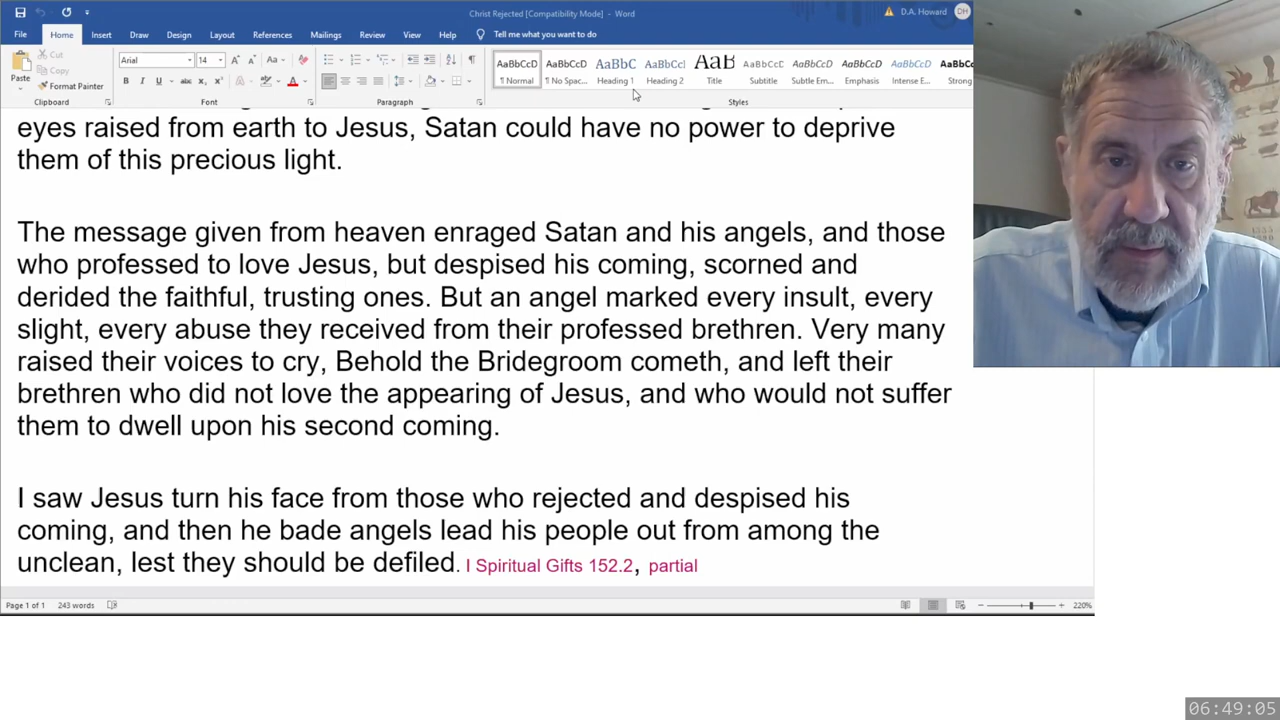 Christ Rejected [Compatibility Mode] - Word
D.A. Howard
DH
File Home Insert Draw Design Layout References Mailings Review View Help Tell me what you want to do
Paste
Cut
Copy
Format Painter
Clipboard
Arial 14
Font
Paragraph
AaBbCcD AaBbCcD AaBbC AaBbCcI AaB AaBbCcD AaBbCcD AaBbCcD AaBbCcD AaBbCc
¶ Normal ¶ No Spac... Heading 1 Heading 2 Title Subtitle Subtle Em... Emphasis Intense E... Strong
Styles
eyes raised from earth to Jesus, Satan could have no power to deprive
them of this precious light.
The message given from heaven enraged Satan and his angels, and those
who professed to love Jesus, but despised his coming, scorned and
derided the faithful, trusting ones. But an angel marked every insult, every
slight, every abuse they received from their professed brethren. Very many
raised their voices to cry, Behold the Bridegroom cometh, and left their
brethren who did not love the appearing of Jesus, and who would not suffer
them to dwell upon his second coming.
I saw Jesus turn his face from those who rejected and despised his
coming, and then he bade angels lead his people out from among the
unclean, lest they should be defiled. I Spiritual Gifts 152.2, partial
Page 1 of 1 243 words 220%
06:49:05